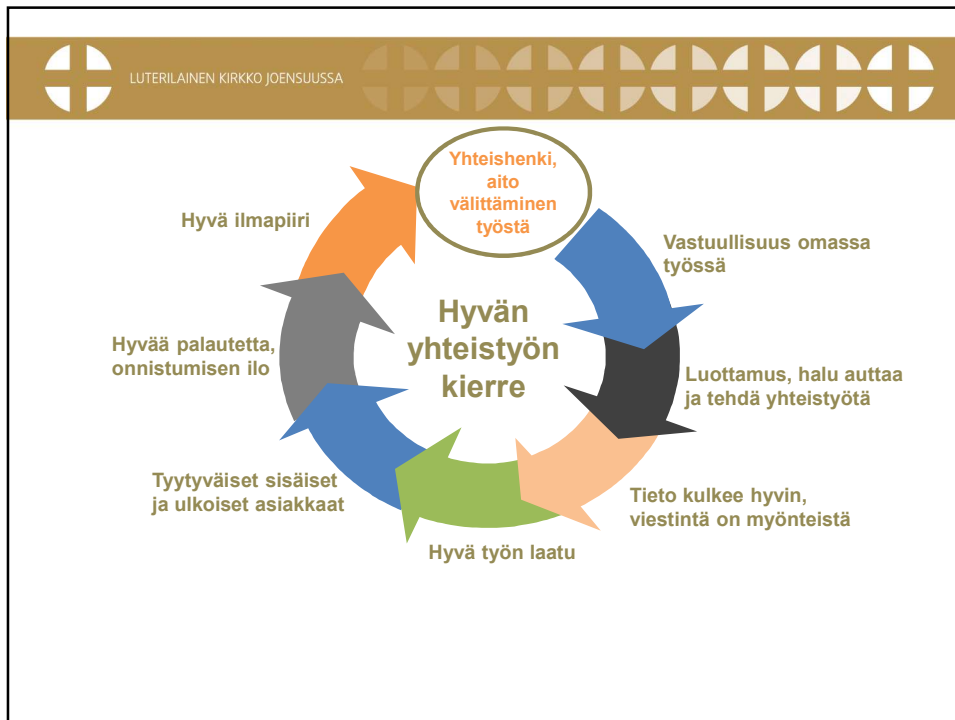 LUTERILAINEN KIRKKO JOENSUUSSA
Yhteishenki,
aito
välittäminen
työstä
Vastuullisuus omassa
työssä
Luottamus, halu auttaa
ja tehdä yhteistyötä
Tieto kulkee hyvin,
viestintä on myönteistä
Hyvä työn laatu
Tyytyväiset sisäiset
ja ulkoiset asiakkaat
Hyvää palautetta,
onnistumisen ilo
Hyvä ilmapiiri
Hyvän
yhteistyön
kierre